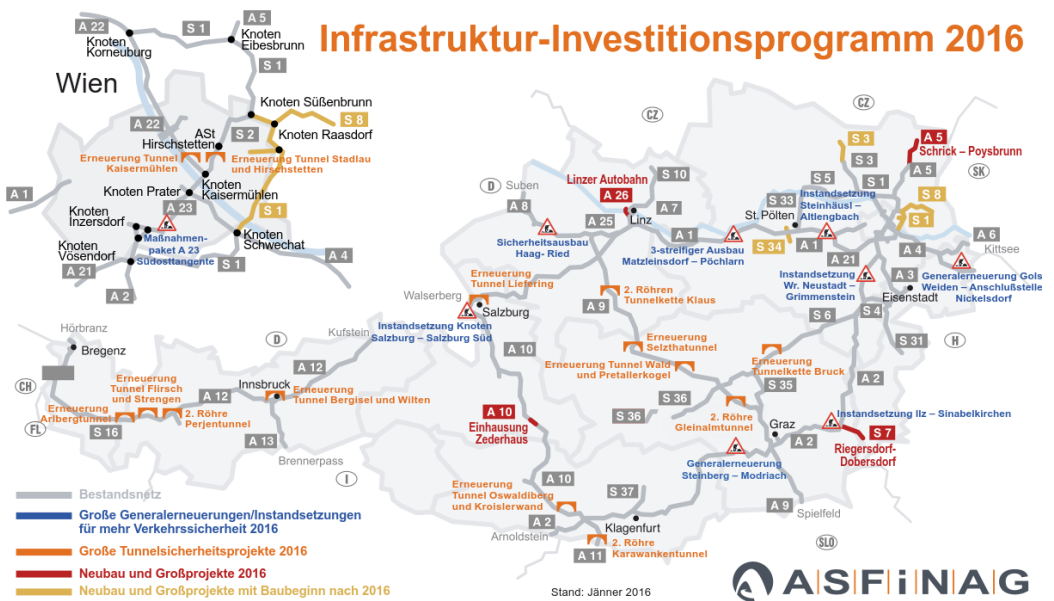 Infrastruktur-Investitionsprogramm 2016
Wien
A 22
Knoten
Korneuburg
S 1
A 5
Knoten
Eibesbrunn
S 1
Knoten Süßenbrunn
S 8
Knoten Raasdorf
A 22
S 2
ASt
Hirschstetten
Erneuerung Tunnel
Kaisermühlen
Erneuerung Tunnel Stadlau
und Hirschstetten
A 1
Knoten Prater
Knoten
Kaisermühlen
A 23
S 1
Knoten
Inzersdorf
Maßnahmen-
paket A 23
Südosttangente
Knoten
Schwechat
Knoten
Vösendorf
A 21
S 1
A 4
A 2
CZ
CZ
SK
D
Suben
A 8
Linzer Autobahn
A 26
S 10
A 7
Linz
A 25
Sicherheitsausbau
Haag- Ried
A 1
3-streifiger Ausbau
Matzleinsdorf – Pöchlarn
S 33
St. Pölten
S 34
S 3
S 3
S 5
S 1
A 5
Schrick – Poysbrunn
A 5
Instandsetzung
Steinhäusl –
Altlengbach
A 1
A 21
S 8
S 1
A 4
A 6
Kittsee
Generalerneuerung Gols
Weiden – Anschlußstelle
Nickelsdorf
A 3
Eisenstadt
Instandsetzung
Wr. Neustadt –
Grimmenstein
S 6
S 4
S 31
H
Erneuerung
Tunnel Liefering
Walserberg
Salzburg
Instandsetzung Knoten
Salzburg – Salzburg Süd
2. Röhren
Tunnelkette Klaus
A 9
Erneuerung
Selzthatunnel
Erneuerung Tunnel Wald
und Pretallerkogel
Erneuerung
Tunnelkette Bruck
S 35
S 36
S 36
2. Röhre
Gleinalmtunnel
A 2
Instandsetzung Ilz – Sinabelkirchen
Graz
A 2
S 7
Riegersdorf-
Dobersdorf
A 10
A 10
Einhausung
Zederhaus
Generalerneuerung
Steinberg – Modriach
A 9
Spielfeld
SLO
A 10
Erneuerung
Tunnel Oswaldiberg
und Kroislerwand
S 37
A 2
Arnoldstein
Klagenfurt
A 11
2. Röhre
Karawankentunnel
Hörbranz
Bregenz
CH
FL
D
Kufstein
A 12
Innsbruck
Erneuerung
Tunnel Bergisel und Wilten
A 12
Erneuerung
Tunnel Flirsch
und Strengen
Erneuerung
Arlbergtunnel
S 16
2. Röhre
Perjentunnel
A 13
Brennerpass
I
Bestandsnetz
Große Generalerneuerungen/Instandsetzungen
für mehr Verkehrssicherheit 2016
Große Tunnelsicherheitsprojekte 2016
Neubau und Großprojekte 2016
Neubau und Großprojekte mit Baubeginn nach 2016
Stand: Jänner 2016
A|S|F|i|N|A|G